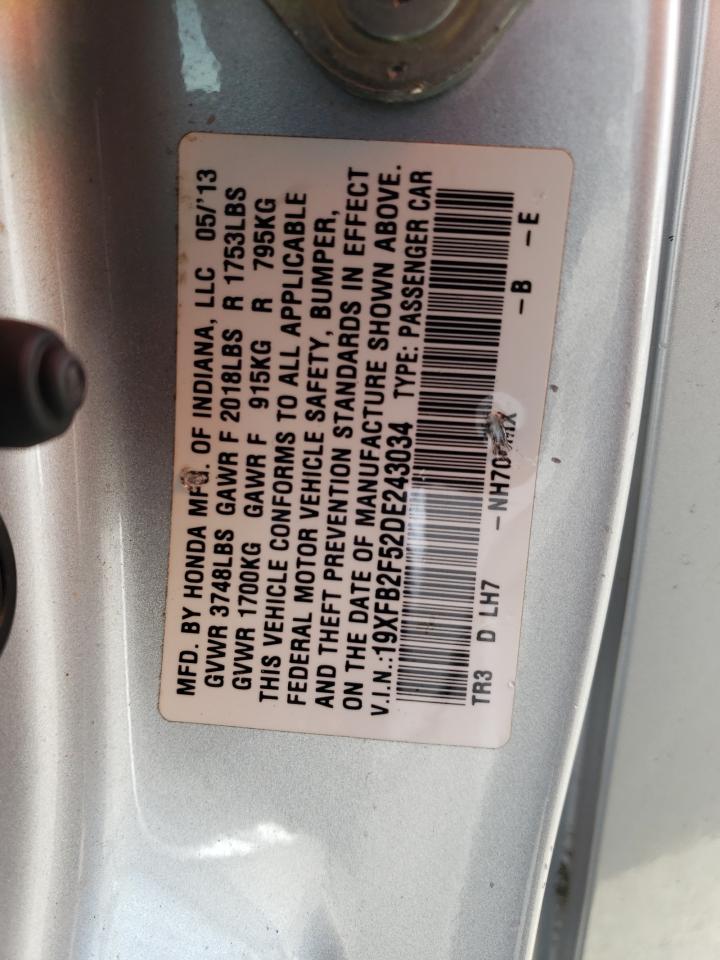 MFD. BY HONDA MFG. OF INDIANA, LLC 05/'13
GVWR 3748LBS GAWR F 2018LBS R 1753LBS
GVWR 1700KG GAWR F 915KG R 795KG
THIS VEHICLE CONFORMS TO ALL APPLICABLE
FEDERAL MOTOR VEHICLE SAFETY, BUMPER,
AND THEFT PREVENTION STANDARDS IN EFFECT
ON THE DATE OF MANUFACTURE SHOWN ABOVE.
V.I.N.:19XFB2F52DE243034 TYPE: PASSENGER CAR
TR3 D LH7 - -B -E